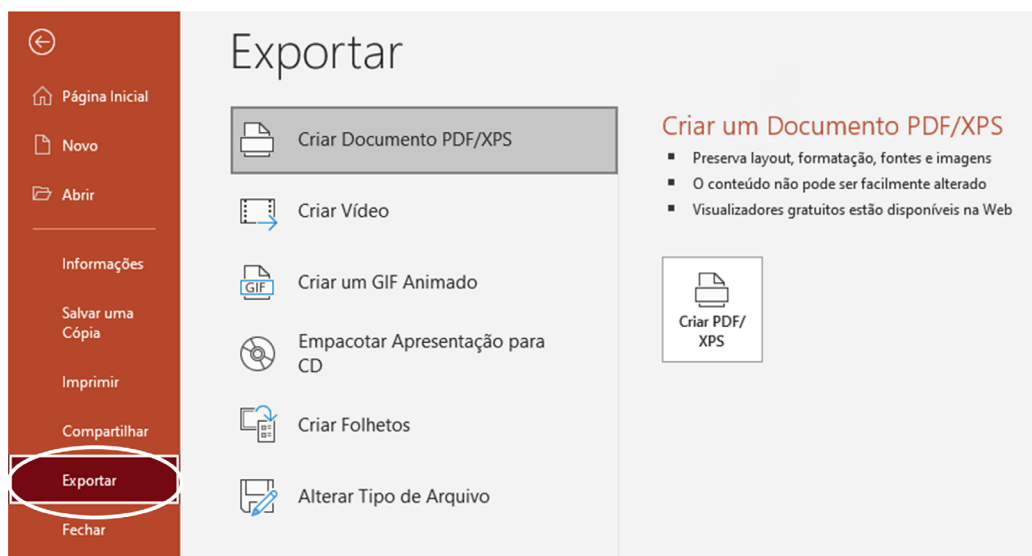 Página Inicial
Novo
Abrir
Informações
Salvar uma
Cópia
Imprimir
Compartilhar
Exportar
Fechar
Exportar
Criar Documento PDF/XPS
Criar Vídeo
GIF
Criar um GIF Animado
Empacotar Apresentação para
CD
Criar Folhetos
Alterar Tipo de Arquivo
Criar um Documento PDF/XPS
Preserva layout, formatação, fontes e imagens
O conteúdo não pode ser facilmente alterado
Visualizadores gratuitos estão disponíveis na Web
Criar PDF/
XPS